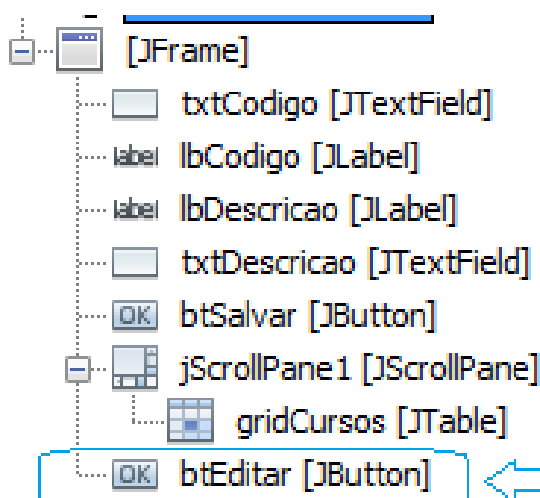 [JFrame]
txtCodigo [JTextField]
label lbCodigo [JLabel]
label lbDescricao [JLabel]
txtDescricao [JTextField]
OK btSalvar [JButton]
jScrollPane1 [JScrollPane]
gridCursos [JTable]
OK btEditar [JButton]